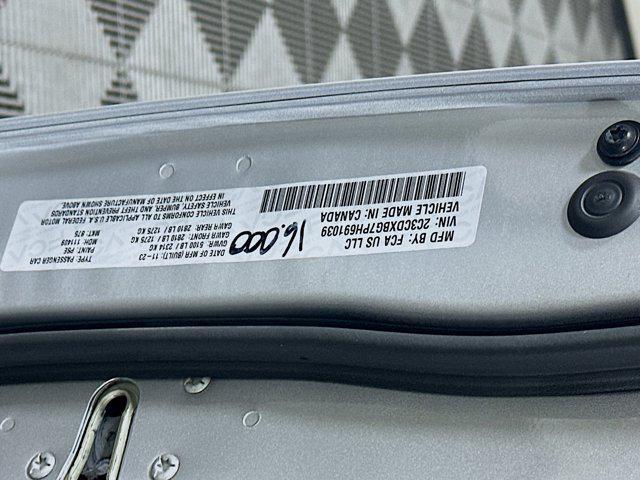 MFD BY: FCA US LLC
VIN: 2C3CDXBG7PH691039
VEHICLE MADE IN: CANADA
16,000
DATE OF MFR (BUILT): 11-23
GVWR: 5100 LB / 2314 KG
GAWR FRONT: 2810 LB / 1275 KG
GAWR REAR: 2810 LB / 1275 KG
THIS VEHICLE CONFORMS TO ALL APPLICABLE U.S.A. FEDERAL MOTOR
VEHICLE SAFETY, BUMPER, AND THEFT PREVENTION STANDARDS
IN EFFECT ON THE DATE OF MANUFACTURE SHOWN ABOVE
TYPE: PASSENGER CAR
PAINT: PSE
MDH: 111409
MKT: 875